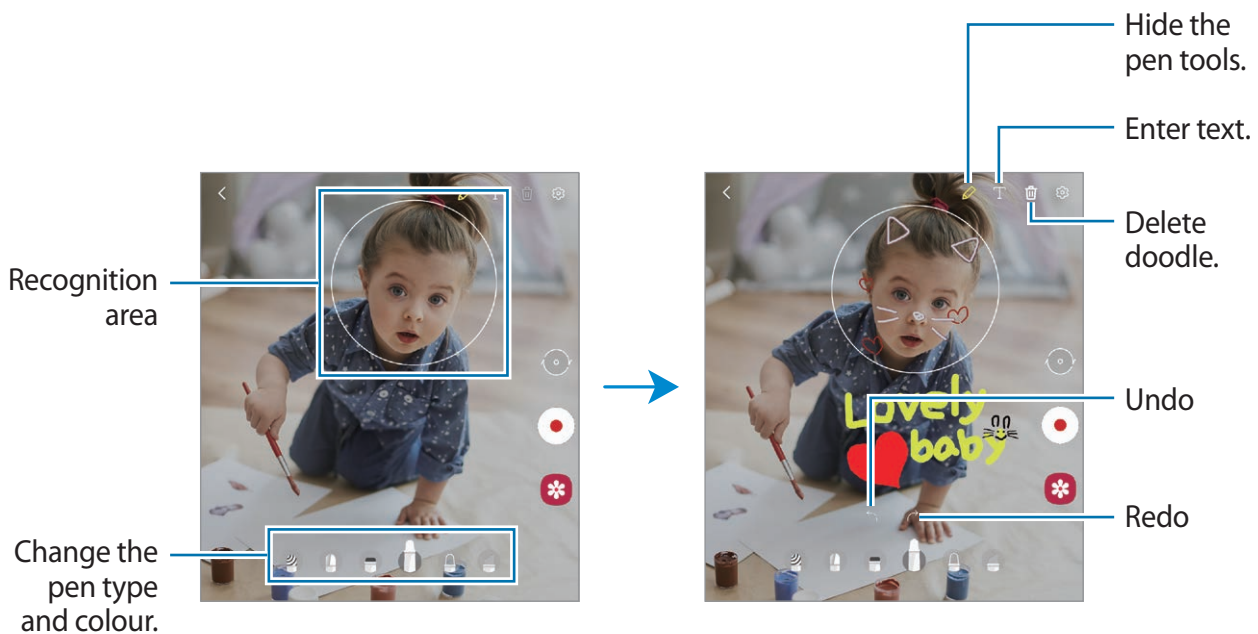 Hide the
pen tools.
Enter text.
Delete
doodle.
Recognition
area
Lovely
baby
Undo
Redo
Change the
pen type
and colour.